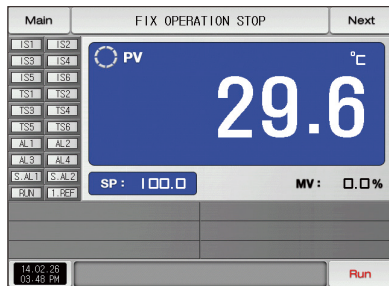 Main FIX OPERATION STOP Next
IS1 IS2
IS3 IS4
IS5 IS6
TS1 TS2
TS3 TS4
TS5 TS6
AL1 AL2
AL3 AL4
S.AL1 S.AL2
RUN 1.REF
PV °C
29.6
SP: 100.0 MV: 0.0%
14.02.26
03:48 PM
Run